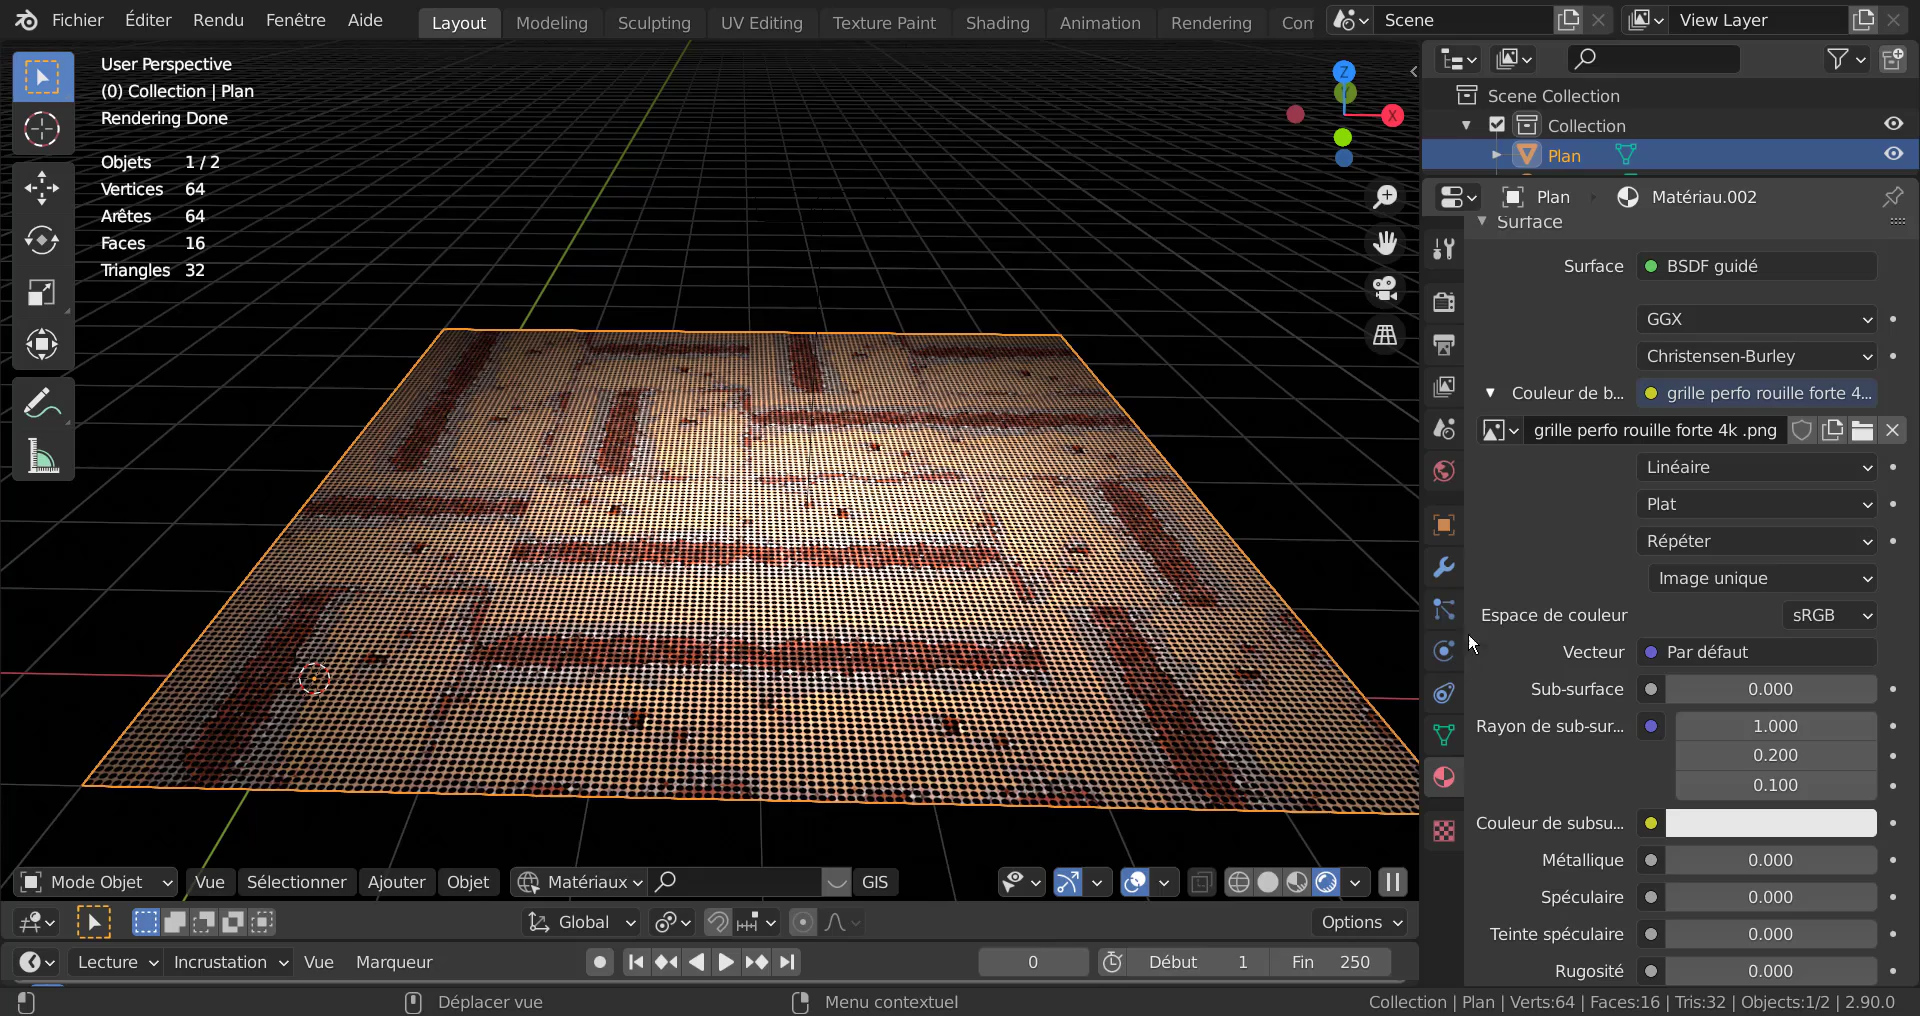 Fichier Éditer Rendu Fenêtre Aide Layout Modeling Sculpting UV Editing Texture Paint Shading Animation Rendering Com Scene View Layer
User Perspective
(0) Collection | Plan
Rendering Done
Objets 1 / 2
Vertices 64
Arêtes 64
Faces 16
Triangles 32
Z
X
Scene Collection
Collection
Plan
Plan Matériau.002
Surface
Surface BSDF guidé
GGX
Christensen-Burley
Couleur de b... grille perfo rouille forte 4...
grille perfo rouille forte 4k .png
Linéaire
Plat
Répéter
Image unique
Espace de couleur sRGB
Vecteur Par défaut
Sub-surface 0.000
Rayon de sub-sur... 1.000
0.200
0.100
Couleur de subsu...
Métallique 0.000
Spéculaire 0.000
Teinte spéculaire 0.000
Rugosité 0.000
Mode Objet Vue Sélectionner Ajouter Objet Matériaux GIS
Global Options
Lecture Incrustation Vue Marqueur 0 Début 1 Fin 250
Déplacer vue Menu contextuel Collection | Plan | Verts:64 | Faces:16 | Tris:32 | Objects:1/2 | 2.90.0